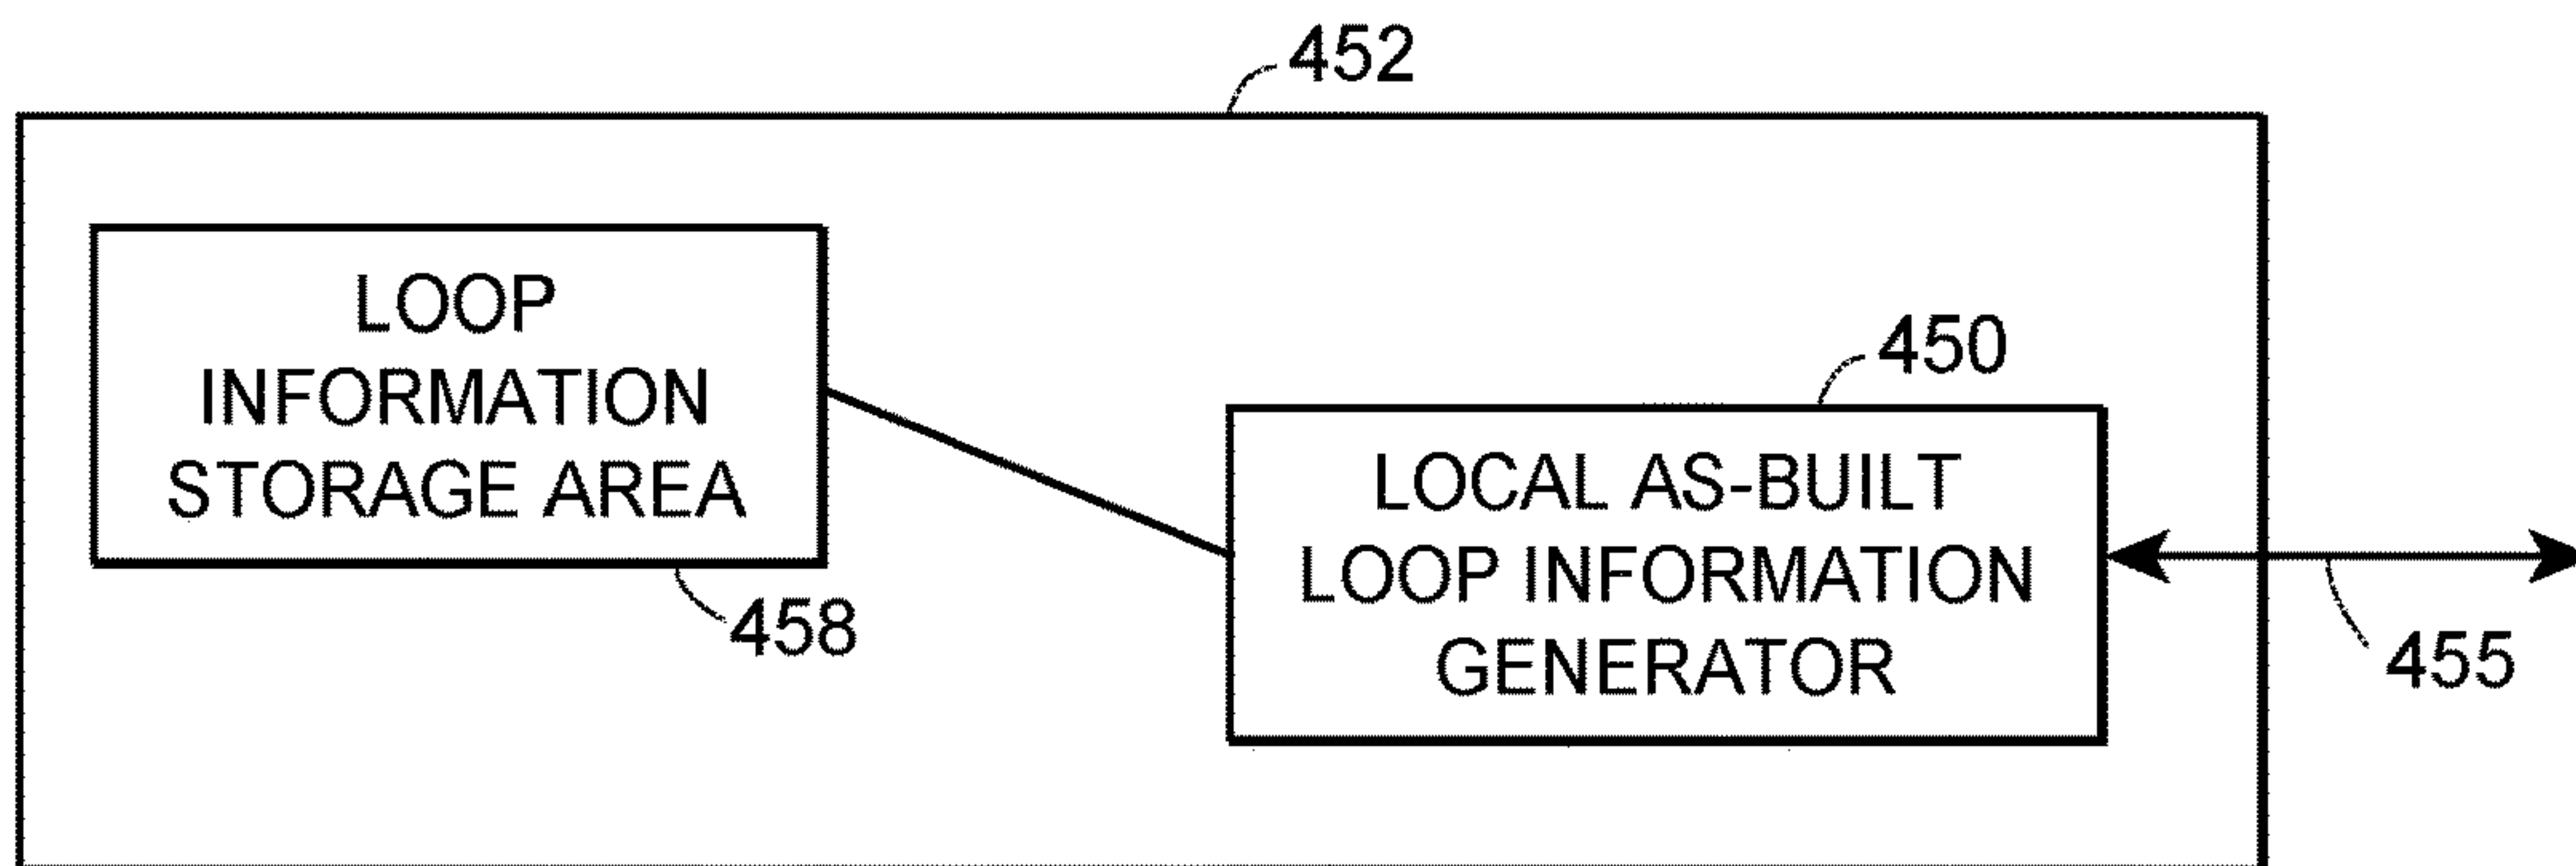 452
LOOP
INFORMATION
STORAGE AREA
458
450
LOCAL AS-BUILT
LOOP INFORMATION
GENERATOR
455